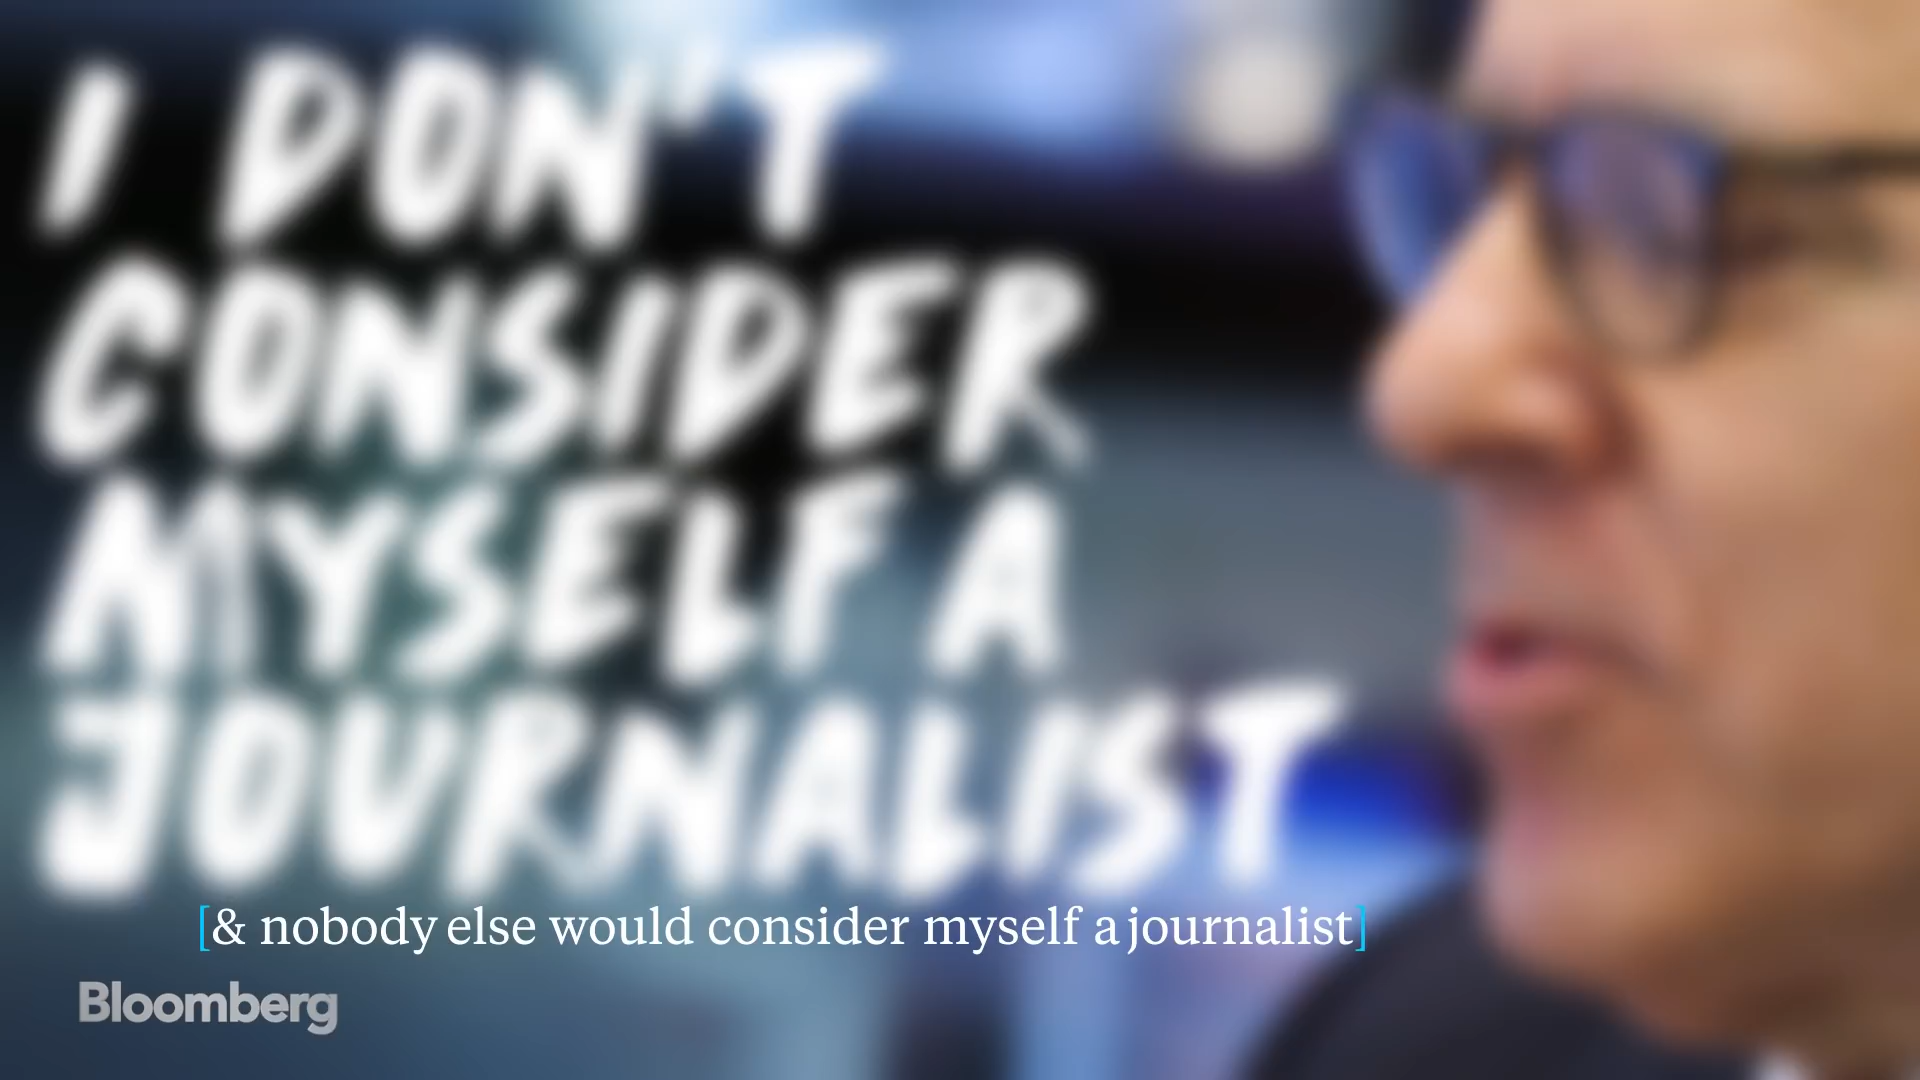 I DON'T
CONSIDER
MYSELF A
JOURNALIST
[& nobody else would consider myself a journalist]
Bloomberg